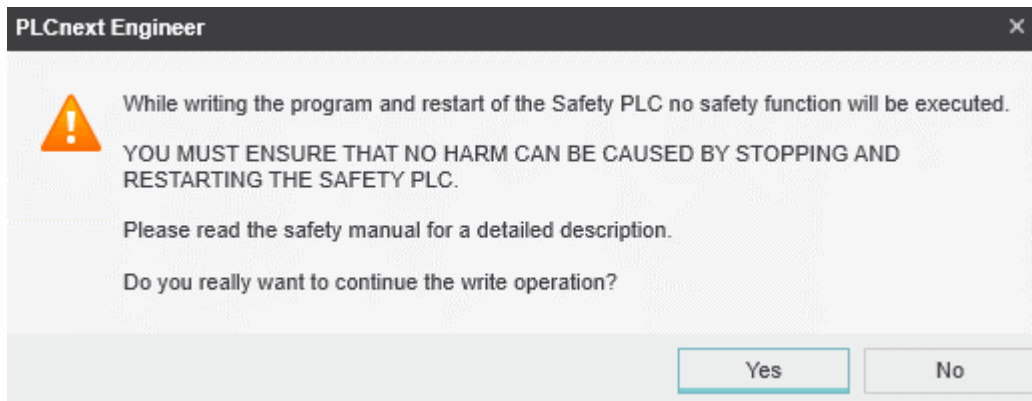 PLCnext Engineer
While writing the program and restart of the Safety PLC no safety function will be executed.
YOU MUST ENSURE THAT NO HARM CAN BE CAUSED BY STOPPING AND
RESTARTING THE SAFETY PLC.
Please read the safety manual for a detailed description.
Do you really want to continue the write operation?
Yes
No